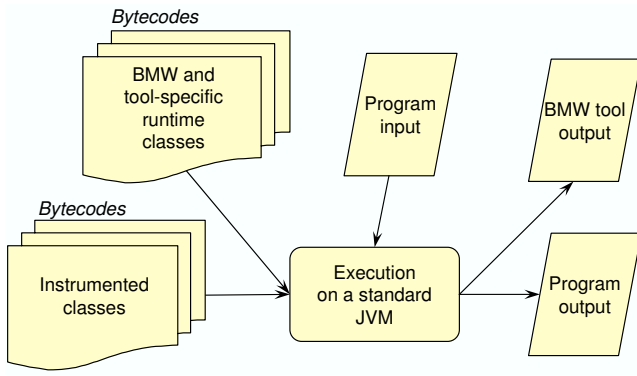 Bytecodes
BMW and
tool-specific
runtime
classes
Program
input
BMW tool
output
Bytecodes
Instrumented
classes
Execution
on a standard
JVM
Program
output